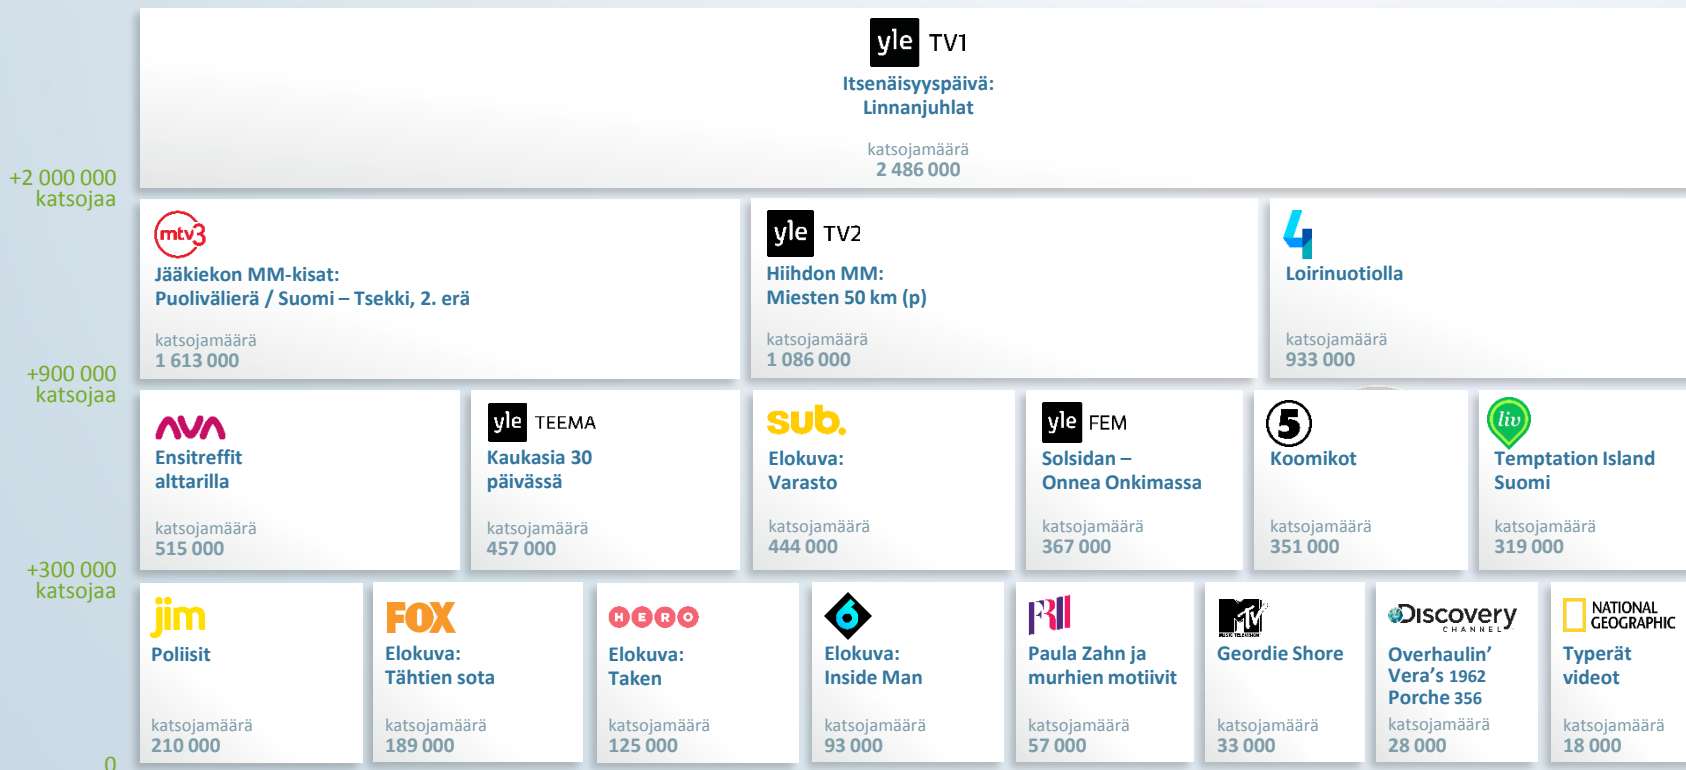 yle TV1
Itsenäisyyspäivä:
Linnanjuhlat
katsojamäärä
2 486 000
+2 000 000
katsojaa
mtv3
Jääkiekon MM-kisat:
Puolivälierä / Suomi – Tsekki, 2. erä
katsojamäärä
1 613 000
yle TV2
Hiihdon MM:
Miesten 50 km (p)
katsojamäärä
1 086 000
4
Loirinuotiolla
katsojamäärä
933 000
+900 000
katsojaa
AVA
Ensitreffit
alttarilla
katsojamäärä
515 000
yle TEEMA
Kaukasia 30
päivässä
katsojamäärä
457 000
sub.
Elokuva:
Varasto
katsojamäärä
444 000
yle FEM
Solsidan –
Onnea Onkimassa
katsojamäärä
367 000
5
Koomikot
katsojamäärä
351 000
liv
Temptation Island
Suomi
katsojamäärä
319 000
+300 000
katsojaa
jim
Poliisit
katsojamäärä
210 000
FOX
Elokuva:
Tähtien sota
katsojamäärä
189 000
HERO
Elokuva:
Taken
katsojamäärä
125 000
6
Elokuva:
Inside Man
katsojamäärä
93 000
FRII
Paula Zahn ja
murhien motiivit
katsojamäärä
57 000
MTV
MUSIC TELEVISION
Geordie Shore
katsojamäärä
33 000
DISCOVERY
CHANNEL
Overhaulin'
Vera's 1962
Porche 356
katsojamäärä
28 000
NATIONAL
GEOGRAPHIC
Typerät
videot
katsojamäärä
18 000
0